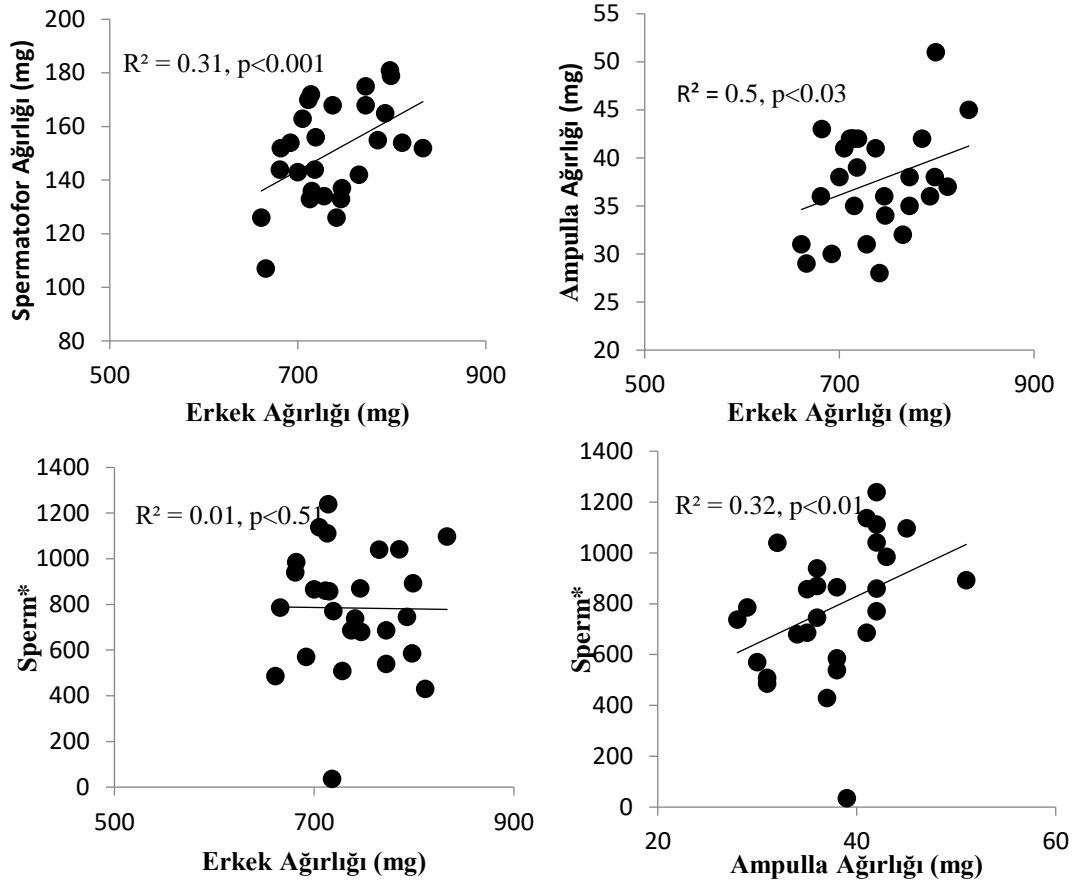 200
180
160
140
120
100
80
Spermatofor Ağırlığı (mg)
R² = 0.31, p<0.001
500 700 900
Erkek Ağırlığı (mg)
55
50
45
40
35
30
25
20
Ampulla Ağırlığı (mg)
R² = 0.5, p<0.03
500 700 900
Erkek Ağırlığı (mg)
1400
1200
1000
800
600
400
200
0
Sperm*
R² = 0.01, p<0.51
500 700 900
Erkek Ağırlığı (mg)
1400
1200
1000
800
600
400
200
0
Sperm*
R² = 0.32, p<0.01
20 40 60
Ampulla Ağırlığı (mg)